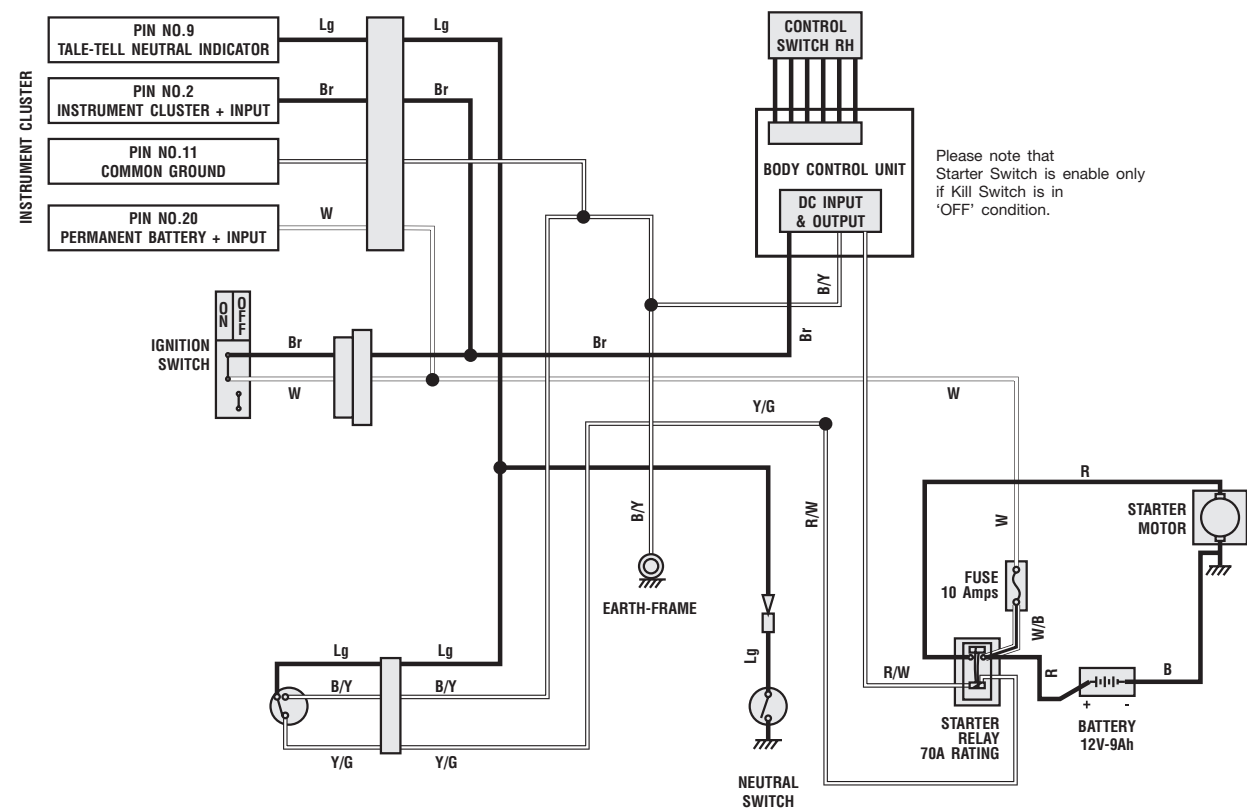 PIN NO.9
TALE-TELL NEUTRAL INDICATOR
Lg
Lg
PIN NO.2
INSTRUMENT CLUSTER + INPUT
Br
Br
PIN NO.11
COMMON GROUND
PIN NO.20
PERMANENT BATTERY + INPUT
W
INSTRUMENT CLUSTER
CONTROL
SWITCH RH
BODY CONTROL UNIT
DC INPUT
& OUTPUT
Please note that
Starter Switch is enable only
if Kill Switch is in
'OFF' condition.
B/Y
Br
ON
OFF
IGNITION
SWITCH
Br
Br
W
W
Y/G
B/Y
R/W
EARTH-FRAME
W
R
STARTER
MOTOR
FUSE
10 Amps
W/B
R/W
R
B
+ -
BATTERY
12V-9Ah
STARTER
RELAY
70A RATING
Lg
Lg
B/Y
B/Y
Y/G
Y/G
Lg
NEUTRAL
SWITCH